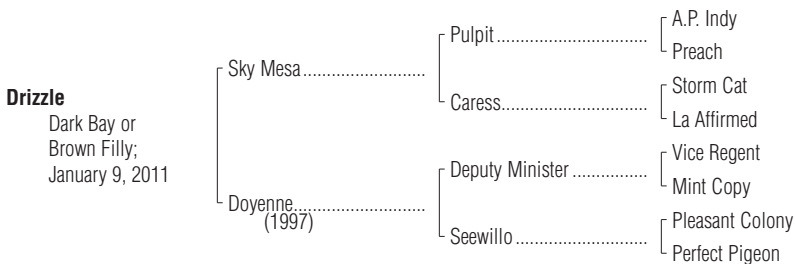 Drizzle
Dark Bay or
Brown Filly;
January 9, 2011
Sky Mesa..........................
Doyenne............................
(1997)
Pulpit................................
Caress...............................
Deputy Minister ................
Seewillo............................
A.P. Indy
Preach
Storm Cat
La Affirmed
Vice Regent
Mint Copy
Pleasant Colony
Perfect Pigeon